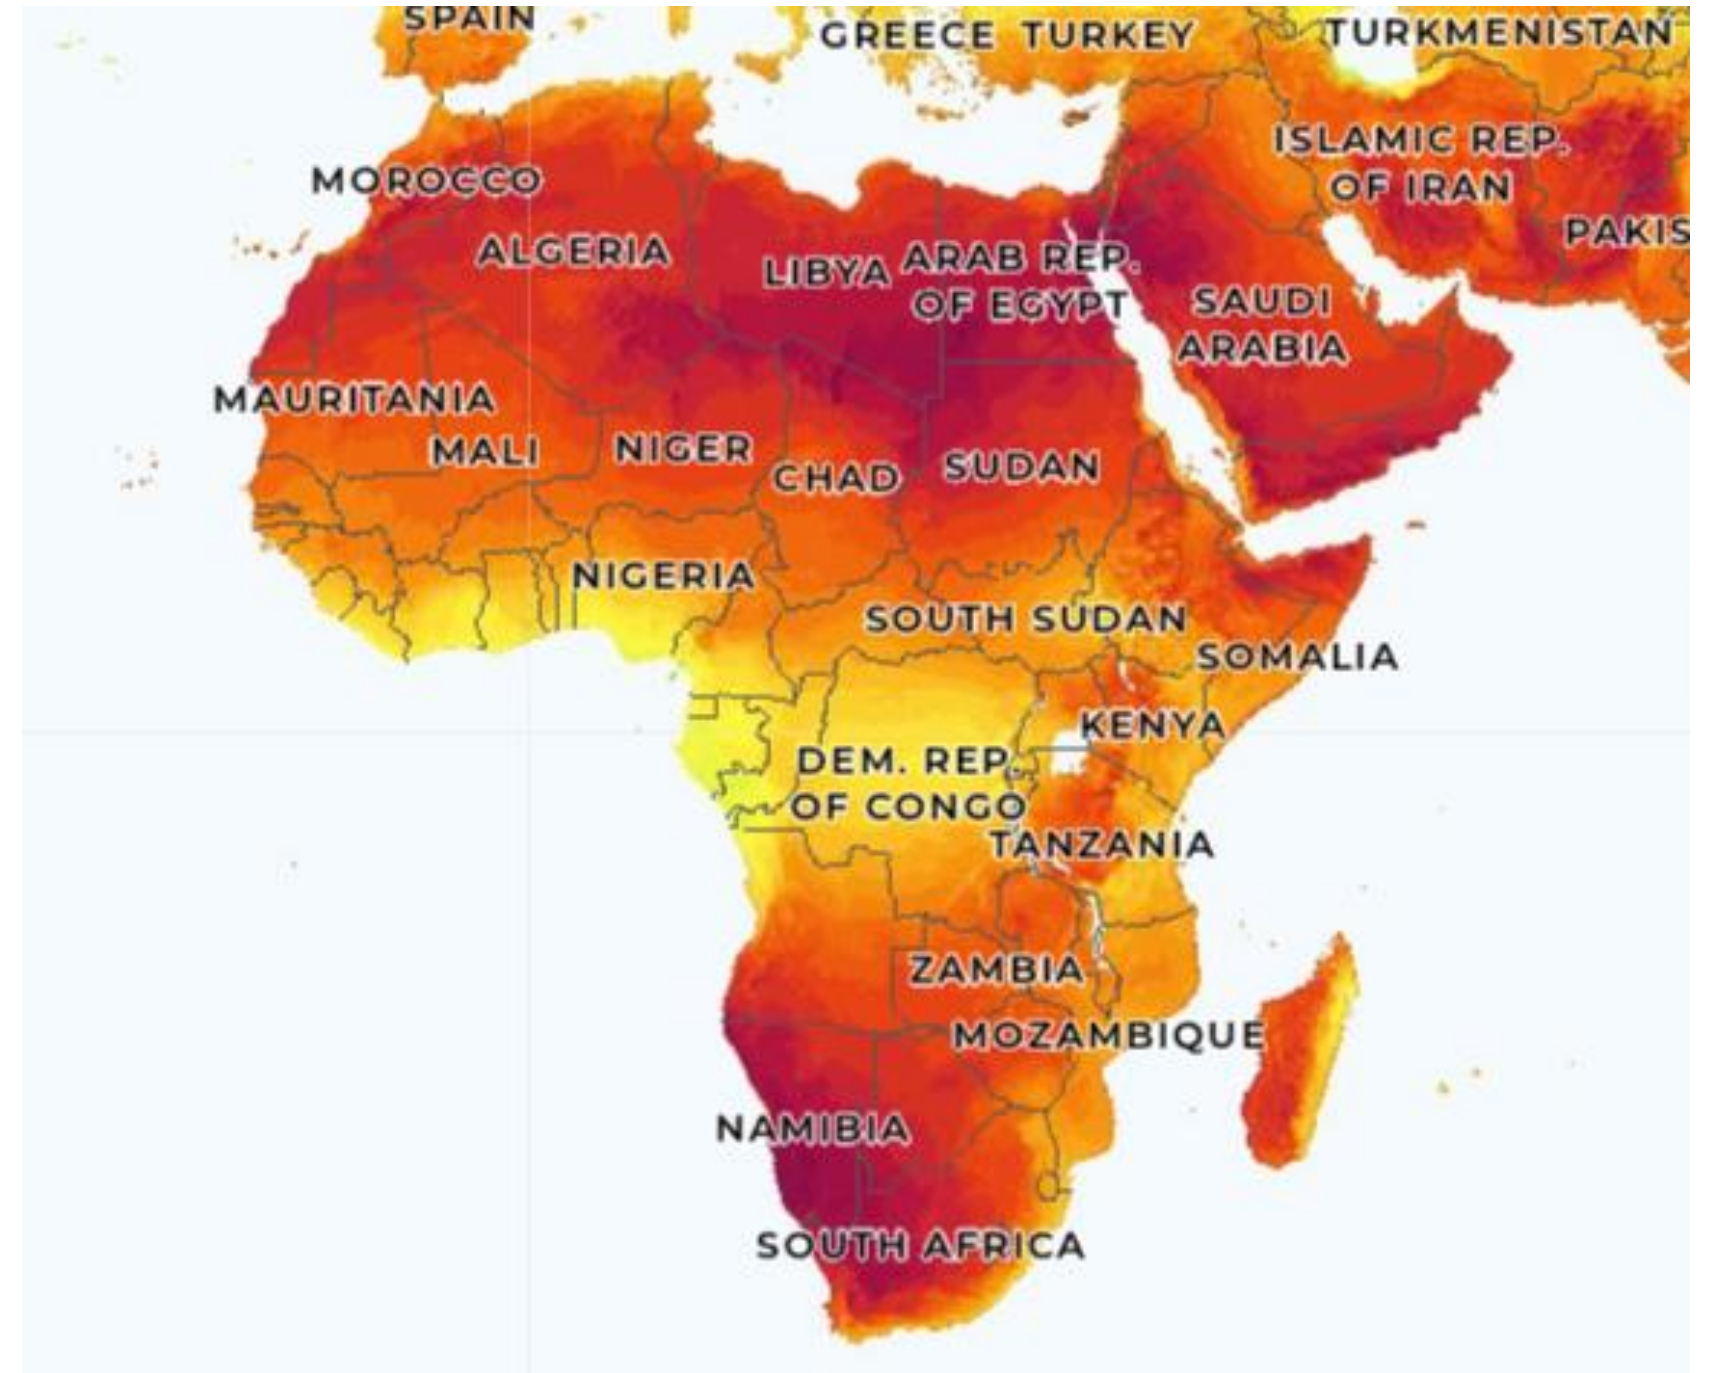 SPAIN
GREECE
TURKEY
TURKMENISTAN
ISLAMIC REP.
OF IRAN
MOROCCO
PAKIS
ALGERIA
LIBYA
ARAB REP.
OF EGYPT
SAUDI
ARABIA
MAURITANIA
MALI
NIGER
CHAD
SUDAN
NIGERIA
SOUTH SUDAN
SOMALIA
KENYA
DEM. REP.
OF CONGO
TANZANIA
ZAMBIA
MOZAMBIQUE
NAMIBIA
SOUTH AFRICA